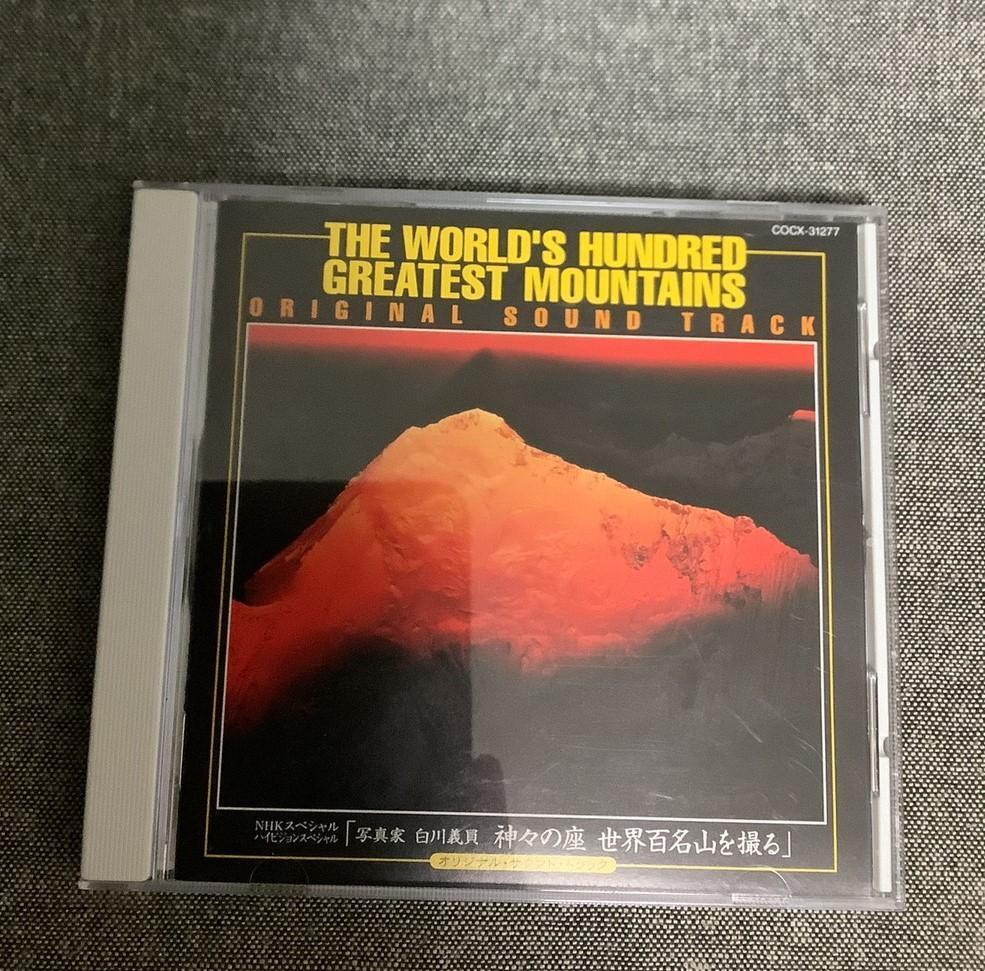 COCX-31277
THE WORLD'S HUNDRED
GREATEST MOUNTAINS
ORIGINAL SOUND TRACK
NHKスペシャル
ハイビジョンスペシャル
「写真家 白川義員 神々の座 世界百名山を撮る」
オリジナル・サウンド・トラック